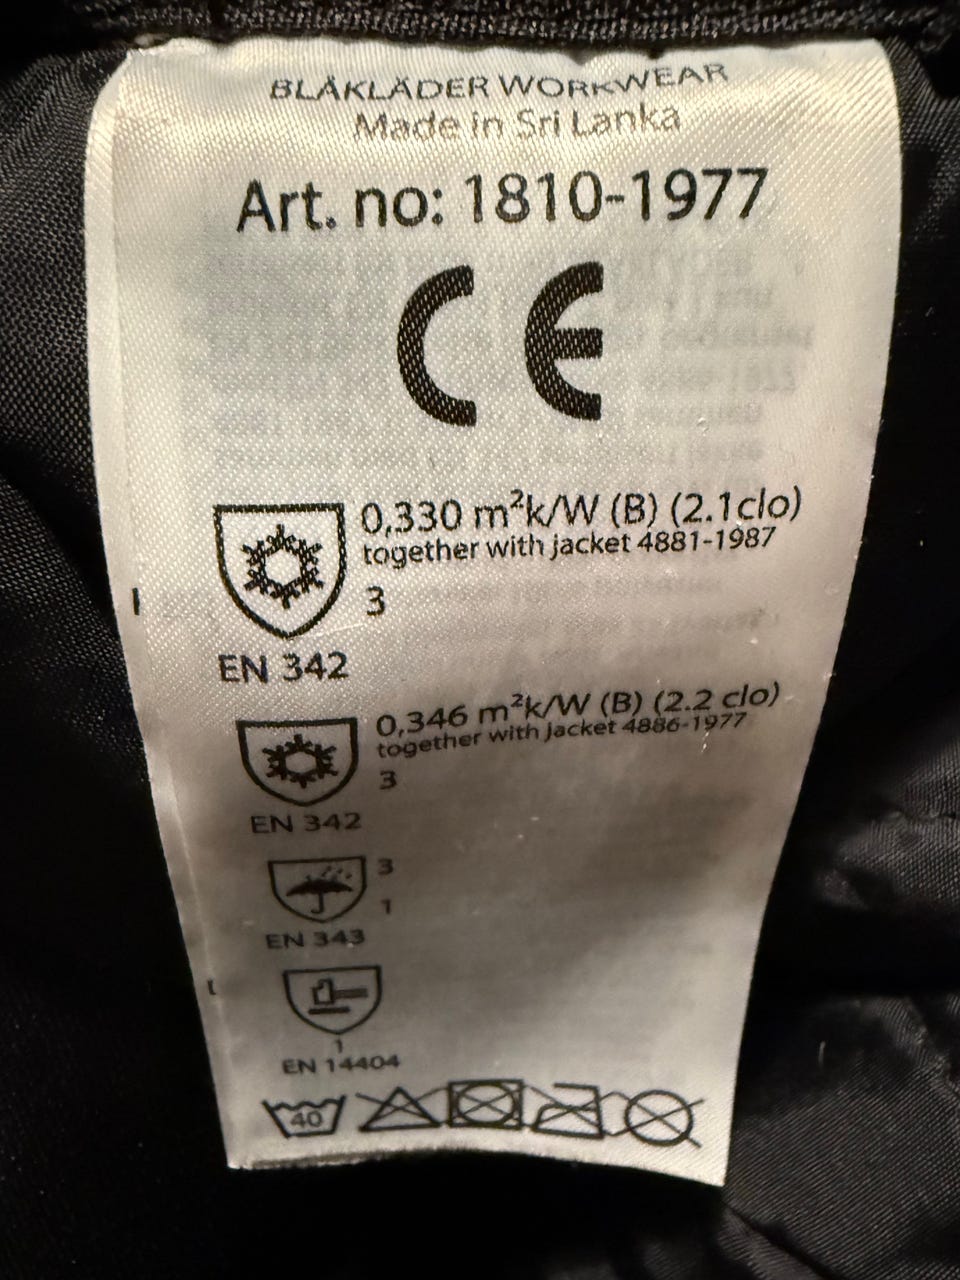 BLÅKLÄDER WORKWEAR
Made in Sri Lanka
Art. no: 1810-1977
CE
0,330 m²k/W (B) (2.1clo)
together with jacket 4881-1987
3
EN 342
0,346 m²k/W (B) (2.2 clo)
together with jacket 4886-1977
3
EN 342
3
1
EN 343
1
EN 14404
40